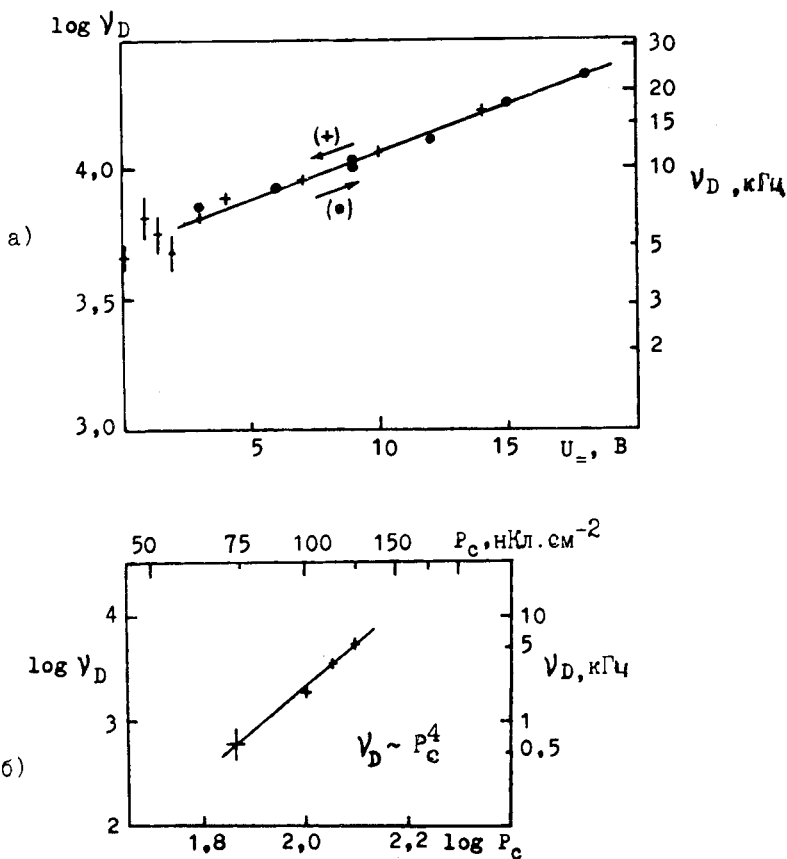 log ν_D
30
20
15
10
5
3
2
ν_D, кГц
4,0
3,5
3,0
(+)
(•)
а)
5
10
15
U_=, В
50
75
100
150
P_c, нКл.см⁻²
4
3
2
log ν_D
10
5
1
0,5
ν_D, кГц
ν_D ~ P_c^4
б)
1,8
2,0
2,2
log P_c